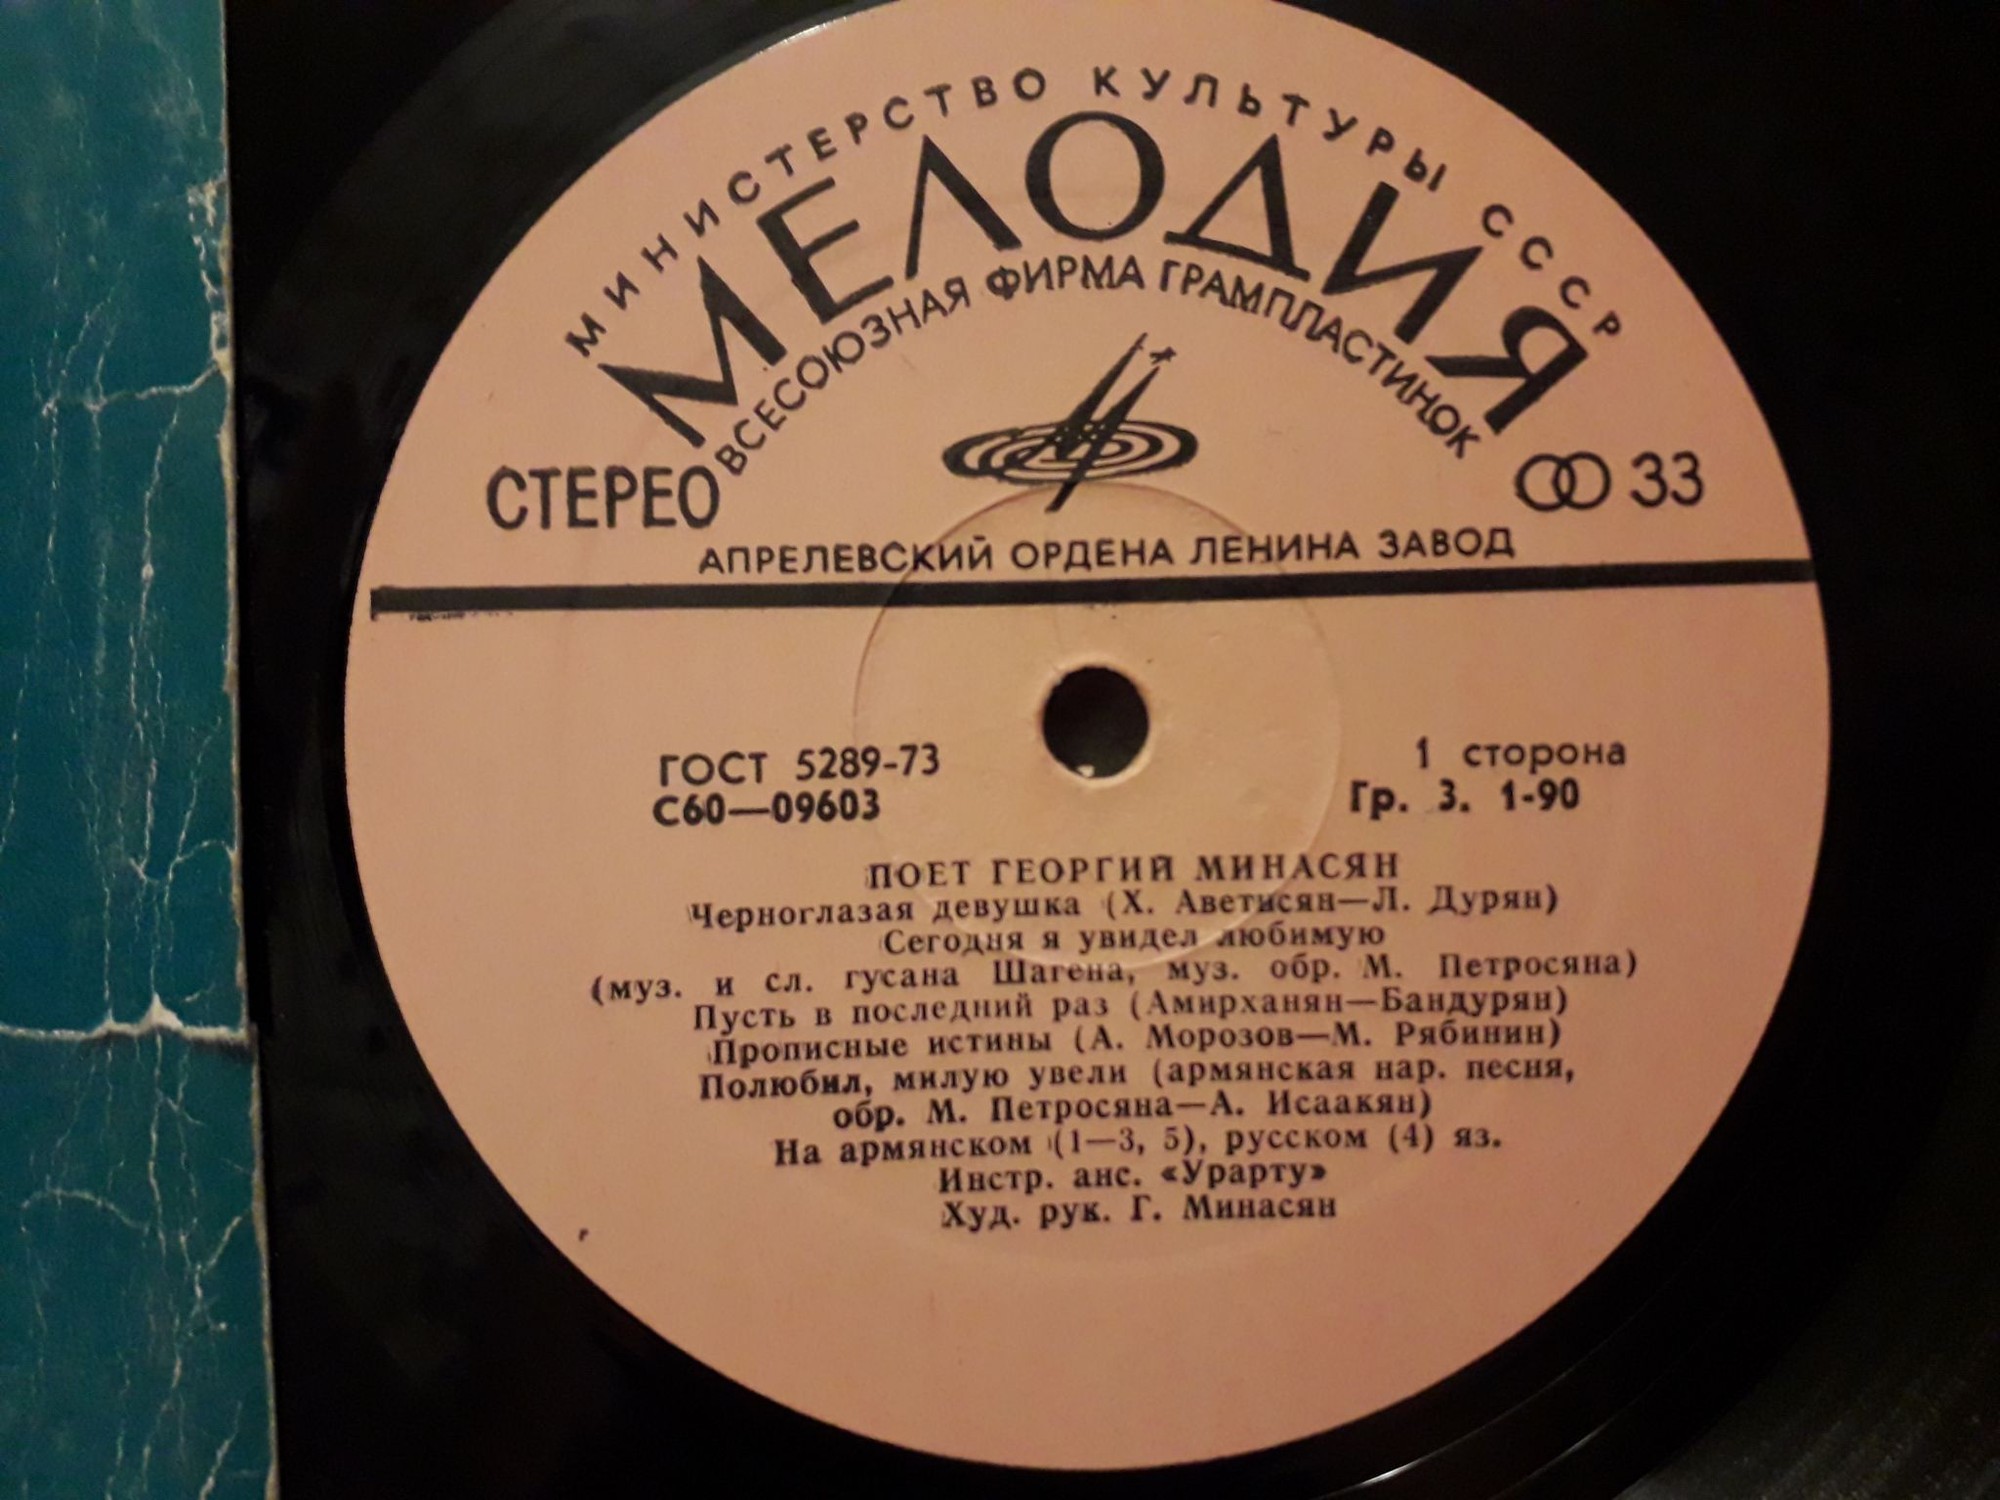 МИНИСТЕРСТВО КУЛЬТУРЫ СССР
МЕЛОДИЯ
ВСЕСОЮЗНАЯ ФИРМА ГРАМПЛАСТИНОК
СТЕРЕО
33
АПРЕЛЕВСКИЙ ОРДЕНА ЛЕНИНА ЗАВОД
ГОСТ 5289-73
1 сторона
С60—09603
Гр. 3. 1-90
ПОЕТ ГЕОРГИЙ МИНАСЯН
Черноглазая девушка (Х. Аветисян—Л. Дурян)
Сегодня я увидел любимую
(муз. и сл. гусана Шагена, муз. обр. М. Петросяна)
Пусть в последний раз (Амирханян—Бандурян)
Прописные истины (А. Морозов—М. Рябинин)
Полюбил, милую увели (армянская нар. песня,
обр. М. Петросяна—А. Исаакян)
На армянском (1—3, 5), русском (4) яз.
Инстр. анс. «Урарту»
Худ. рук. Г. Минасян